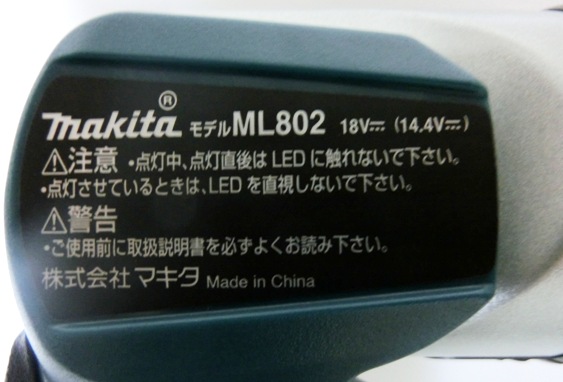 makita® モデルML802 18V⎓ (14.4V⎓)
⚠注意 ・点灯中、点灯直後は LED に触れないで下さい。
・点灯させているときは、LED を直視しないで下さい。
⚠警告
・ご使用前に取扱説明書を必ずよくお読み下さい。
株式会社 マキタ Made in China